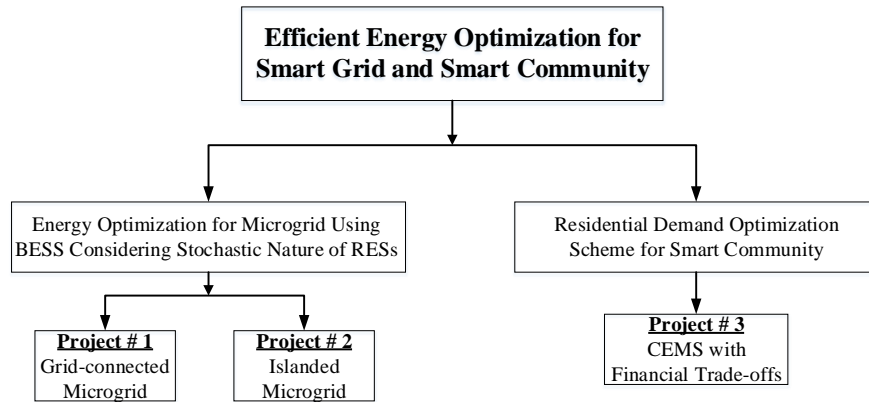 Efficient Energy Optimization for
Smart Grid and Smart Community
Energy Optimization for Microgrid Using
BESS Considering Stochastic Nature of RESs
Residential Demand Optimization
Scheme for Smart Community
Project # 1
Grid-connected
Microgrid
Project # 2
Islanded
Microgrid
Project # 3
CEMS with
Financial Trade-offs